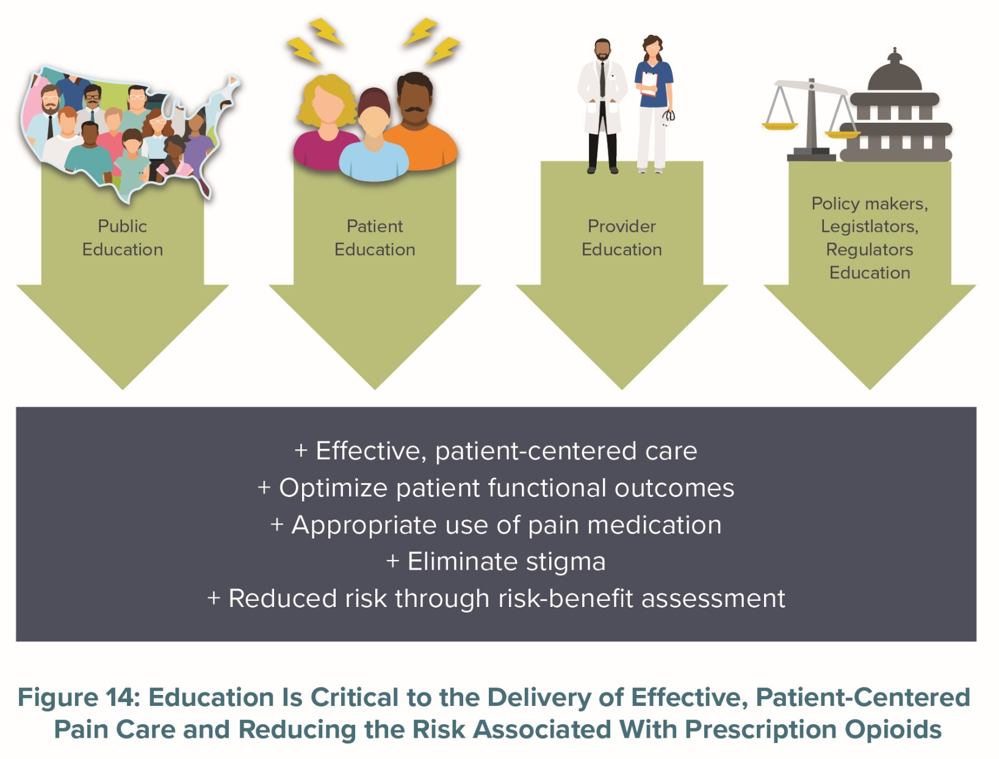 Public
Education
Patient
Education
Provider
Education
Policy makers,
Legistlators,
Regulators
Education
+ Effective, patient-centered care
+ Optimize patient functional outcomes
+ Appropriate use of pain medication
+ Eliminate stigma
+ Reduced risk through risk-benefit assessment
Figure 14: Education Is Critical to the Delivery of Effective, Patient-Centered
Pain Care and Reducing the Risk Associated With Prescription Opioids